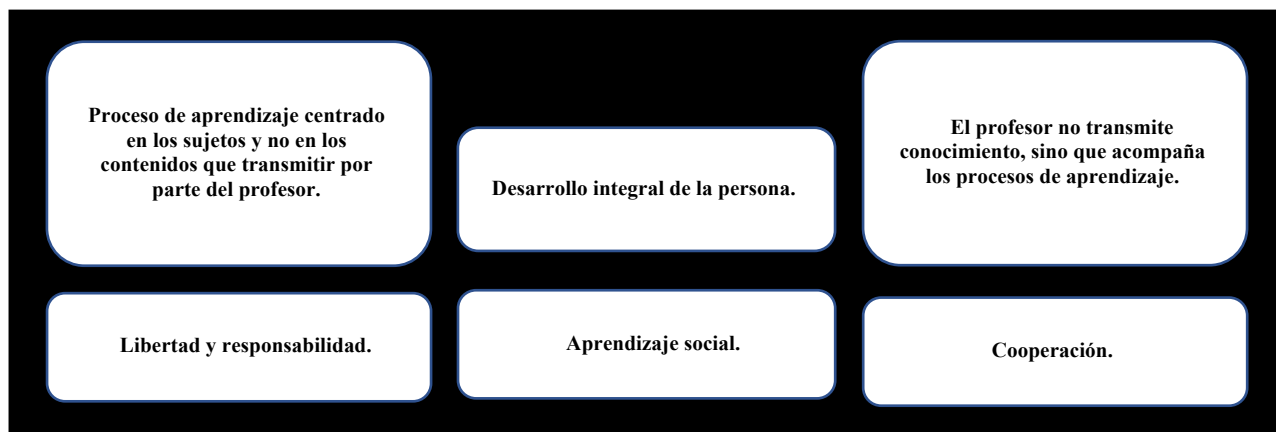 Proceso de aprendizaje centrado
en los sujetos y no en los
contenidos que transmitir por
parte del profesor.
Desarrollo integral de la persona.
El profesor no transmite
conocimiento, sino que acompaña
los procesos de aprendizaje.
Libertad y responsabilidad.
Aprendizaje social.
Cooperación.